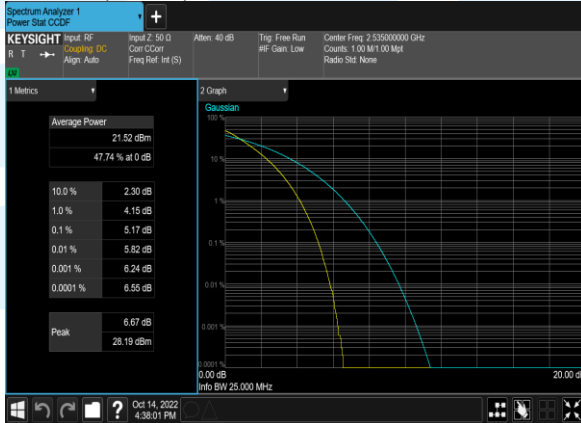 Spectrum Analyzer 1
Power Stat CCDF
+
KEYSIGHT Input: RF Input Z: 50 Ω Atten: 40 dB Trig: Free Run Center Freq: 2.535000000 GHz
R T Coupling: DC Corr CCorr #IF Gain: Low Counts: 1.00 M/1.00 Mpt
Align: Auto Freq Ref: Int (S) Radio Std: None
1 Metrics
2 Graph
Average Power
21.52 dBm
47.74 % at 0 dB
10.0 % 2.30 dB
1.0 % 4.15 dB
0.1 % 5.17 dB
0.01 % 5.82 dB
0.001 % 6.24 dB
0.0001 % 6.55 dB
Peak 6.67 dB
28.19 dBm
Gaussian
100 %
10 %
1 %
0.1 %
0.01 %
0.001 %
0.0001 %
0.00 dB 20.00 d
Info BW 25.000 MHz
? Oct 14, 2022
4:38:01 PM